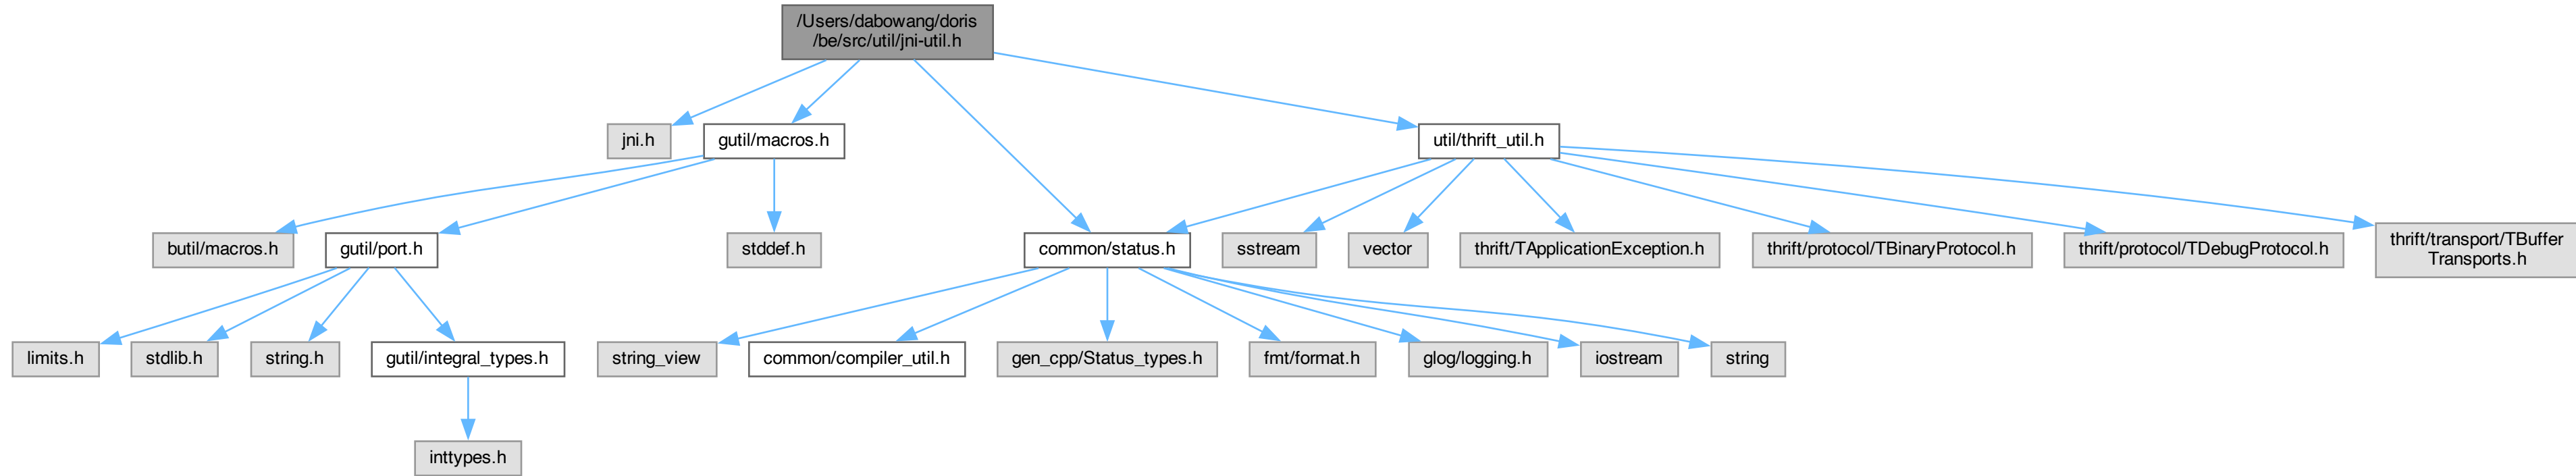 /Users/dabowang/doris
/be/src/util/jni-util.h
jni.h
gutil/macros.h
util/thrift_util.h
butil/macros.h
gutil/port.h
stddef.h
common/status.h
sstream
vector
thrift/TApplicationException.h
thrift/protocol/TBinaryProtocol.h
thrift/protocol/TDebugProtocol.h
thrift/transport/TBuffer
Transports.h
limits.h
stdlib.h
string.h
gutil/integral_types.h
string_view
common/compiler_util.h
gen_cpp/Status_types.h
fmt/format.h
glog/logging.h
iostream
string
inttypes.h